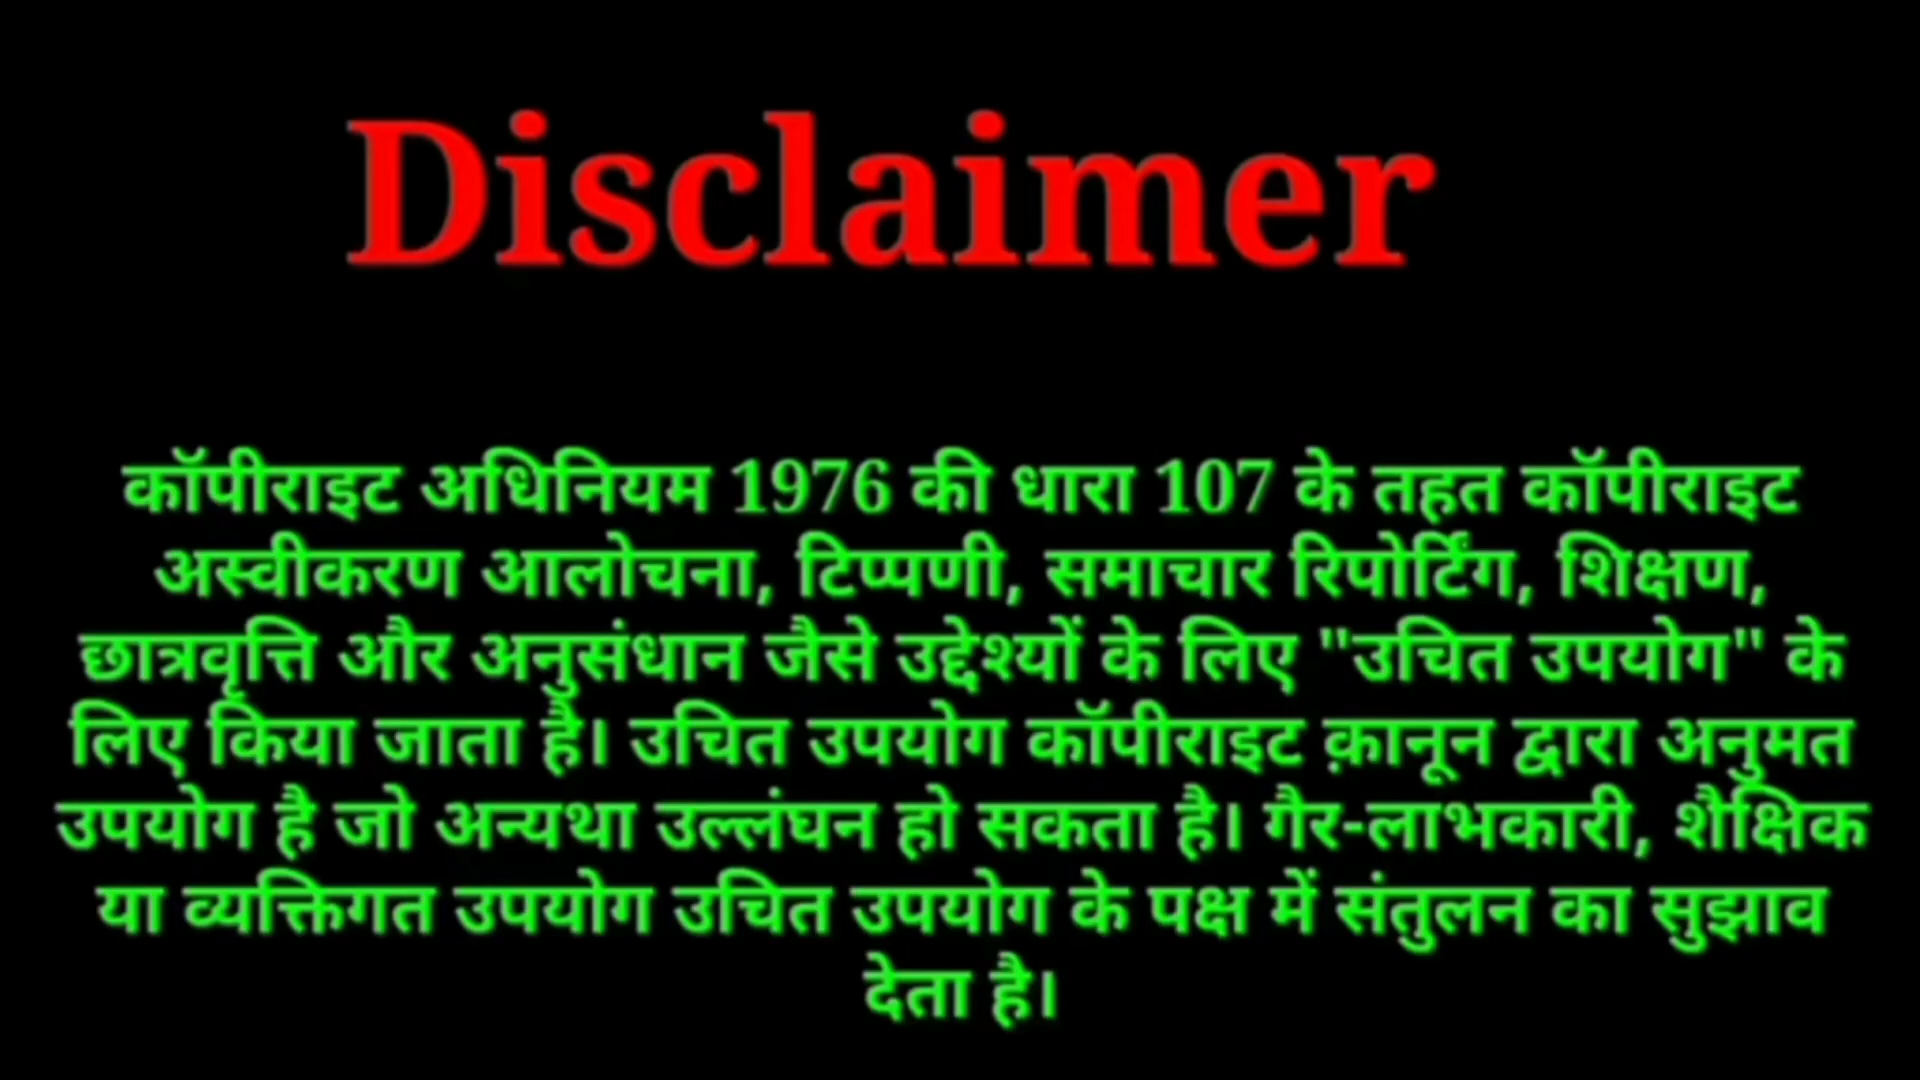 Disclaimer
कॉपीराइट अधिनियम 1976 की धारा 107 के तहत कॉपीराइट
अस्वीकरण आलोचना, टिप्पणी, समाचार रिपोर्टिंग, शिक्षण,
छात्रवृत्ति और अनुसंधान जैसे उद्देश्यों के लिए "उचित उपयोग" के
लिए किया जाता है। उचित उपयोग कॉपीराइट क़ानून द्वारा अनुमत
उपयोग है जो अन्यथा उल्लंघन हो सकता है। गैर-लाभकारी, शैक्षिक
या व्यक्तिगत उपयोग उचित उपयोग के पक्ष में संतुलन का सुझाव
देता है।